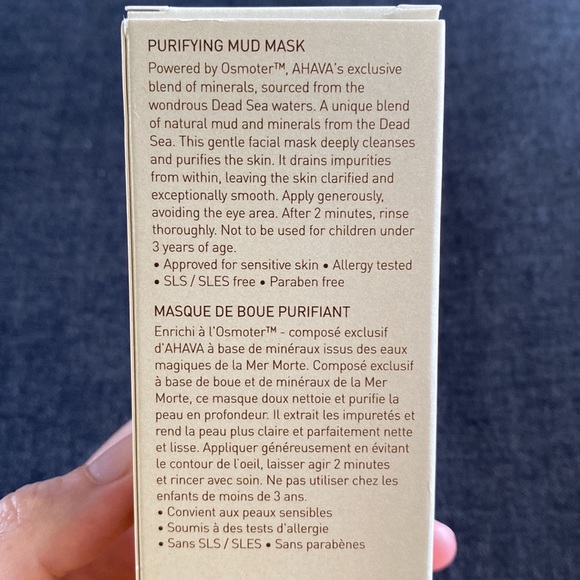 PURIFYING MUD MASK
Powered by Osmoter™, AHAVA's exclusive
blend of minerals, sourced from the
wondrous Dead Sea waters. A unique blend
of natural mud and minerals from the Dead
Sea. This gentle facial mask deeply cleanses
and purifies the skin. It drains impurities
from within, leaving the skin clarified and
exceptionally smooth. Apply generously,
avoiding the eye area. After 2 minutes, rinse
thoroughly. Not to be used for children under
3 years of age.
• Approved for sensitive skin • Allergy tested
• SLS / SLES free • Paraben free
MASQUE DE BOUE PURIFIANT
Enrichi à l'Osmoter™ - composé exclusif
d'AHAVA à base de minéraux issus des eaux
magiques de la Mer Morte. Composé exclusif
à base de boue et de minéraux de la Mer
Morte, ce masque doux nettoie et purifie la
peau en profondeur. Il extrait les impuretés et
rend la peau plus claire et parfaitement nette
et lisse. Appliquer généreusement en évitant
le contour de l'oeil, laisser agir 2 minutes
et rincer avec soin. Ne pas utiliser chez les
enfants de moins de 3 ans.
• Convient aux peaux sensibles
• Soumis à des tests d'allergie
• Sans SLS / SLES • Sans parabènes